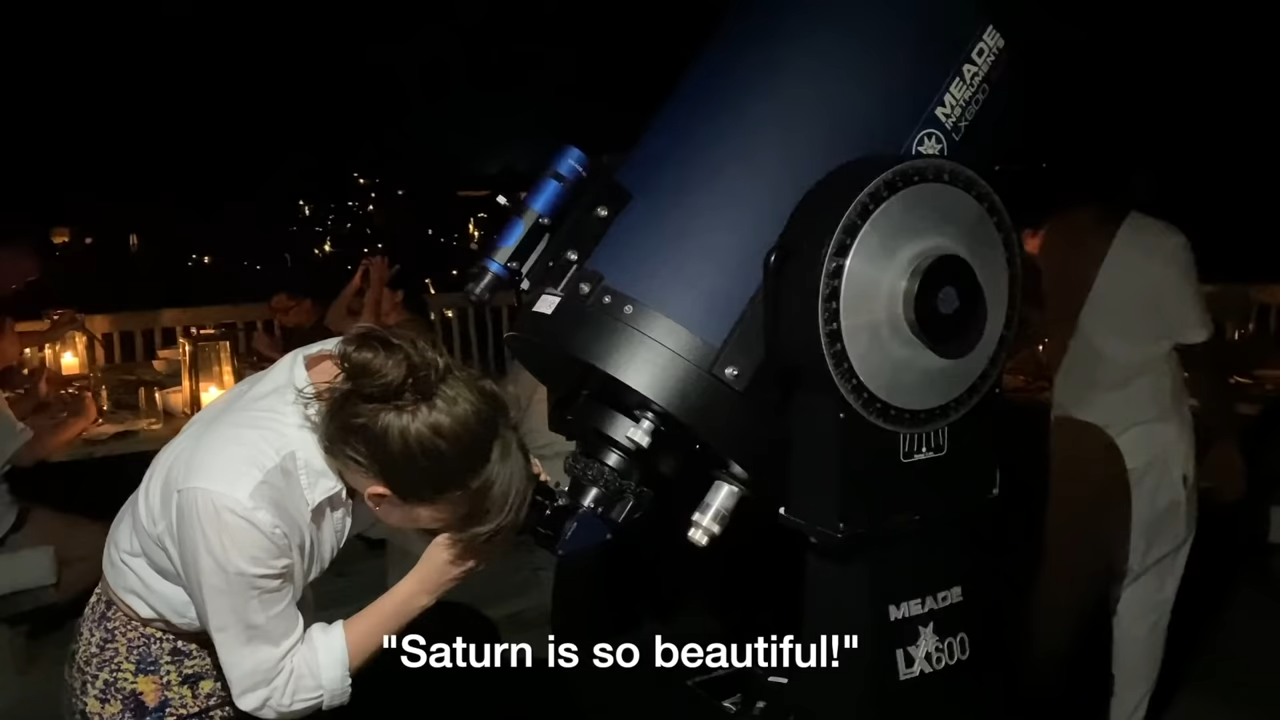 MEADE
INSTRUMENTS
LX600
MEADE
LX600
"Saturn is so beautiful!"